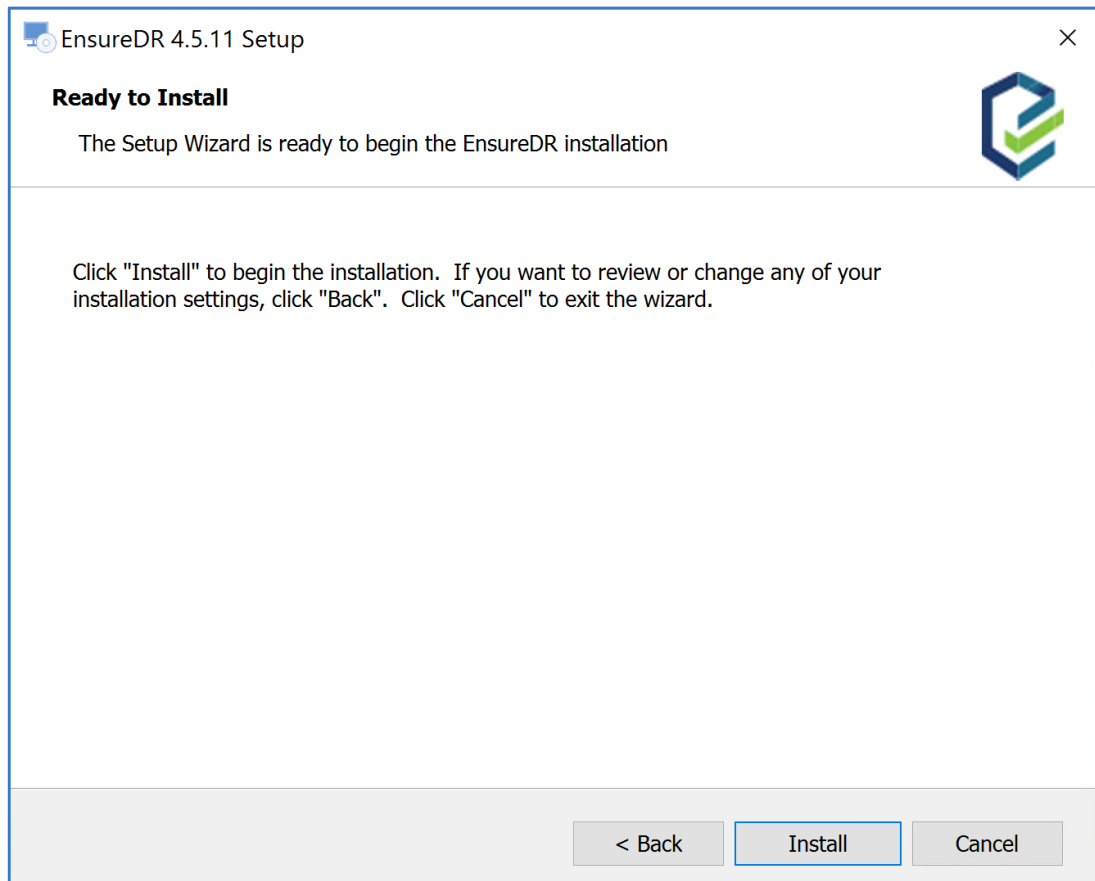 EnsureDR 4.5.11 Setup
Ready to Install
The Setup Wizard is ready to begin the EnsureDR installation
Click "Install" to begin the installation.  If you want to review or change any of your
installation settings, click "Back".  Click "Cancel" to exit the wizard.
< Back Install Cancel